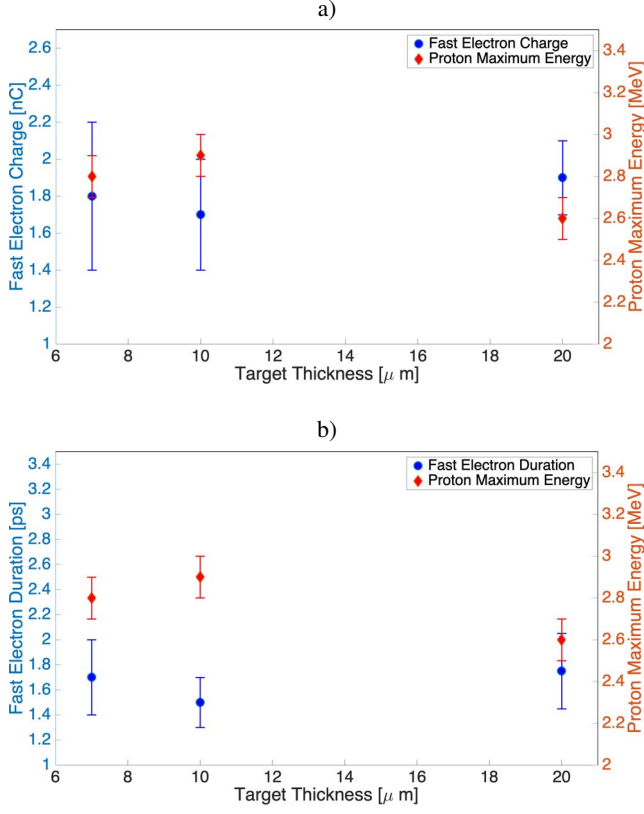 a)
Fast Electron Charge
Proton Maximum Energy
Fast Electron Charge [nC]
2.6
2.4
2.2
2
1.8
1.6
1.4
1.2
1
3.4
3.2
3
2.8
2.6
2.4
2.2
2
Proton Maximum Energy [MeV]
6 8 10 12 14 16 18 20
Target Thickness [μ m]
b)
Fast Electron Duration
Proton Maximum Energy
Fast Electron Duration [ps]
3.4
3.2
3
2.8
2.6
2.4
2.2
2
1.8
1.6
1.4
1.2
1
3.4
3.2
3
2.8
2.6
2.4
2.2
2
Proton Maximum Energy [MeV]
6 8 10 12 14 16 18 20
Target Thickness [μ m]